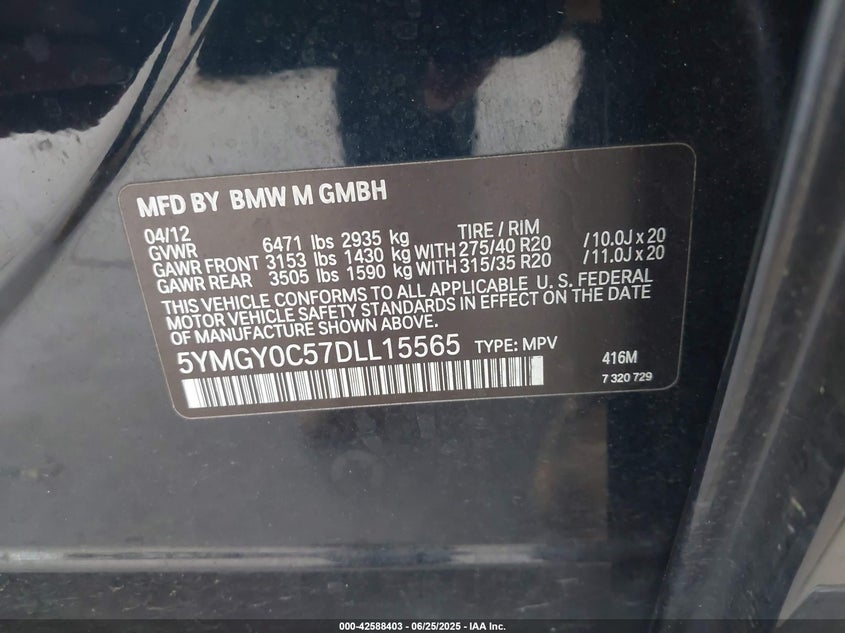 MFD BY BMW M GMBH
04/12
GVWR 6471 lbs 2935 kg TIRE / RIM
GAWR FRONT 3153 lbs 1430 kg WITH 275/40 R20 /10.0J x 20
GAWR REAR 3505 lbs 1590 kg WITH 315/35 R20 /11.0J x 20
THIS VEHICLE CONFORMS TO ALL APPLICABLE U. S. FEDERAL
MOTOR VEHICLE SAFETY STANDARDS IN EFFECT ON THE DATE
OF MANUFACTURE SHOWN ABOVE.
5YMGY0C57DLL15565 TYPE: MPV
416M
7 320 729
000-42588403 / 06/25/2025 - IAA Inc.